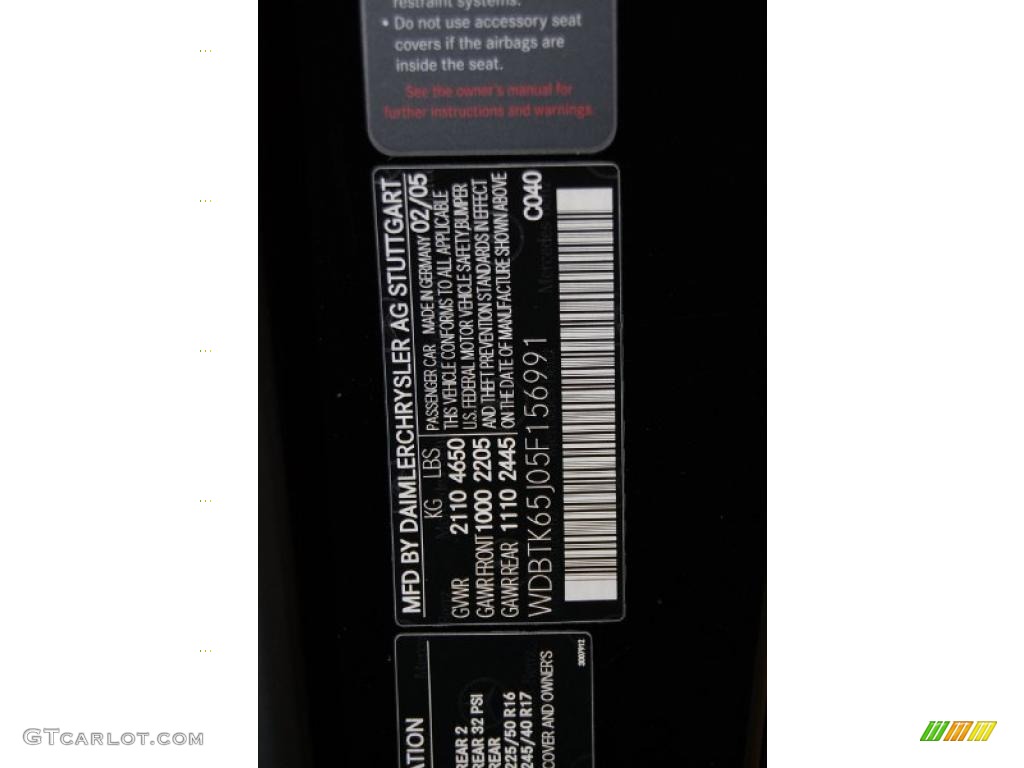 restraint systems.
• Do not use accessory seat
covers if the airbags are
inside the seat.
See the owner's manual for
further instructions and warnings.
MFD BY DAIMLERCHRYSLER AG STUTTGART
KG LBS PASSENGER CAR MADE IN GERMANY 02/05
GVWR 2110 4650
GAWR FRONT 1000 2205
GAWR REAR 1110 2445
THIS VEHICLE CONFORMS TO ALL APPLICABLE
U.S. FEDERAL MOTOR VEHICLE SAFETY,BUMPER
AND THEFT PREVENTION STANDARDS IN EFFECT
ON THE DATE OF MANUFACTURE SHOWN ABOVE
WDBTK65J05F156991 C040
ATION
REAR 2
REAR 32 PSI
REAR
225/50 R16
245/40 R17
COVER AND OWNER'S
3007912
GTcarlot.com